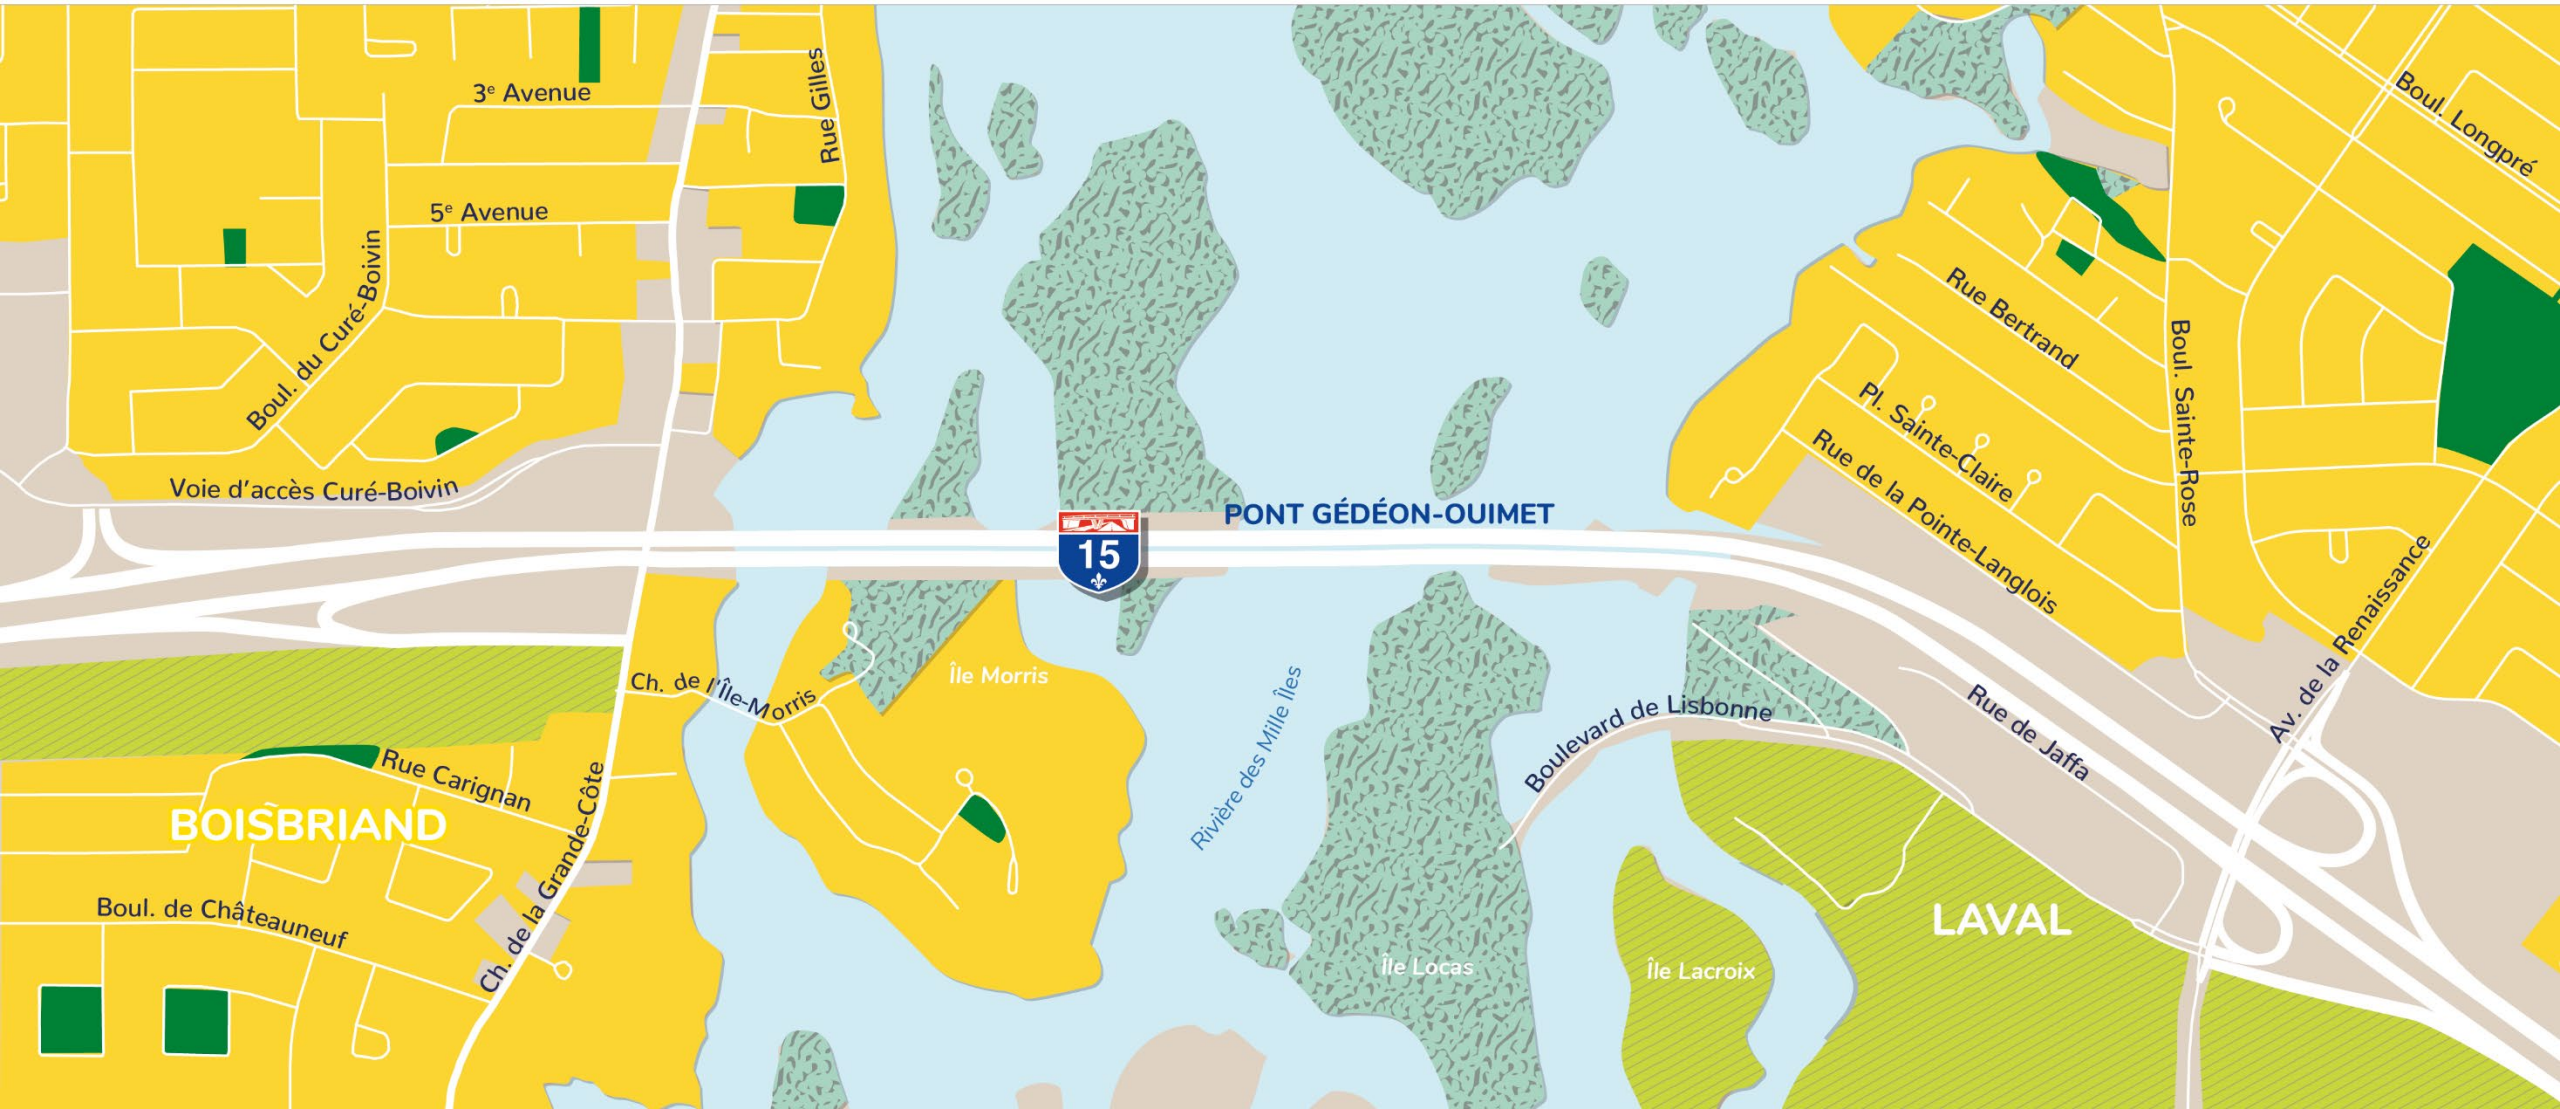 3e Avenue
Rue Gilles
Boul. Longpré
5e Avenue
Boul. du Curé-Boivin
Rue Bertrand
Boul. Sainte-Rose
Pl. Sainte-Claire
Rue de la Pointe-Langlois
Voie d'accès Curé-Boivin
PONT GÉDÉON-OUIMET
15
Av. de la Renaissance
Île Morris
Ch. de l'Île-Morris
Rivière des Mille Îles
Boulevard de Lisbonne
Rue de Jaffa
Rue Carignan
BOISBRIAND
Ch. de la Grande-Côte
Boul. de Châteauneuf
LAVAL
Île Locas
Île Lacroix